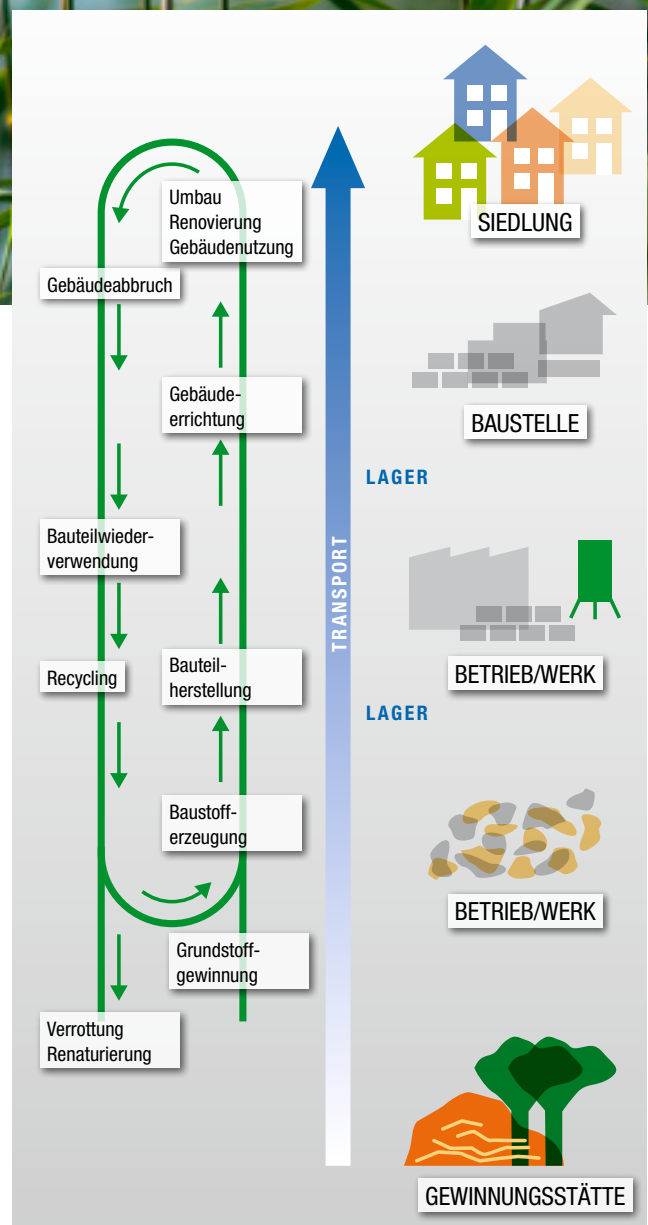 Umbau
Renovierung
Gebäudenutzung
SIEDLUNG
Gebäudeabbruch
Gebäude-
errichtung
BAUSTELLE
LAGER
Bauteilwieder-
verwendung
TRANSPORT
Recycling
Bauteil-
herstellung
BETRIEB/WERK
LAGER
Baustoff-
erzeugung
BETRIEB/WERK
Grundstoff-
gewinnung
Verrottung
Renaturierung
GEWINNUNGSSTÄTTE